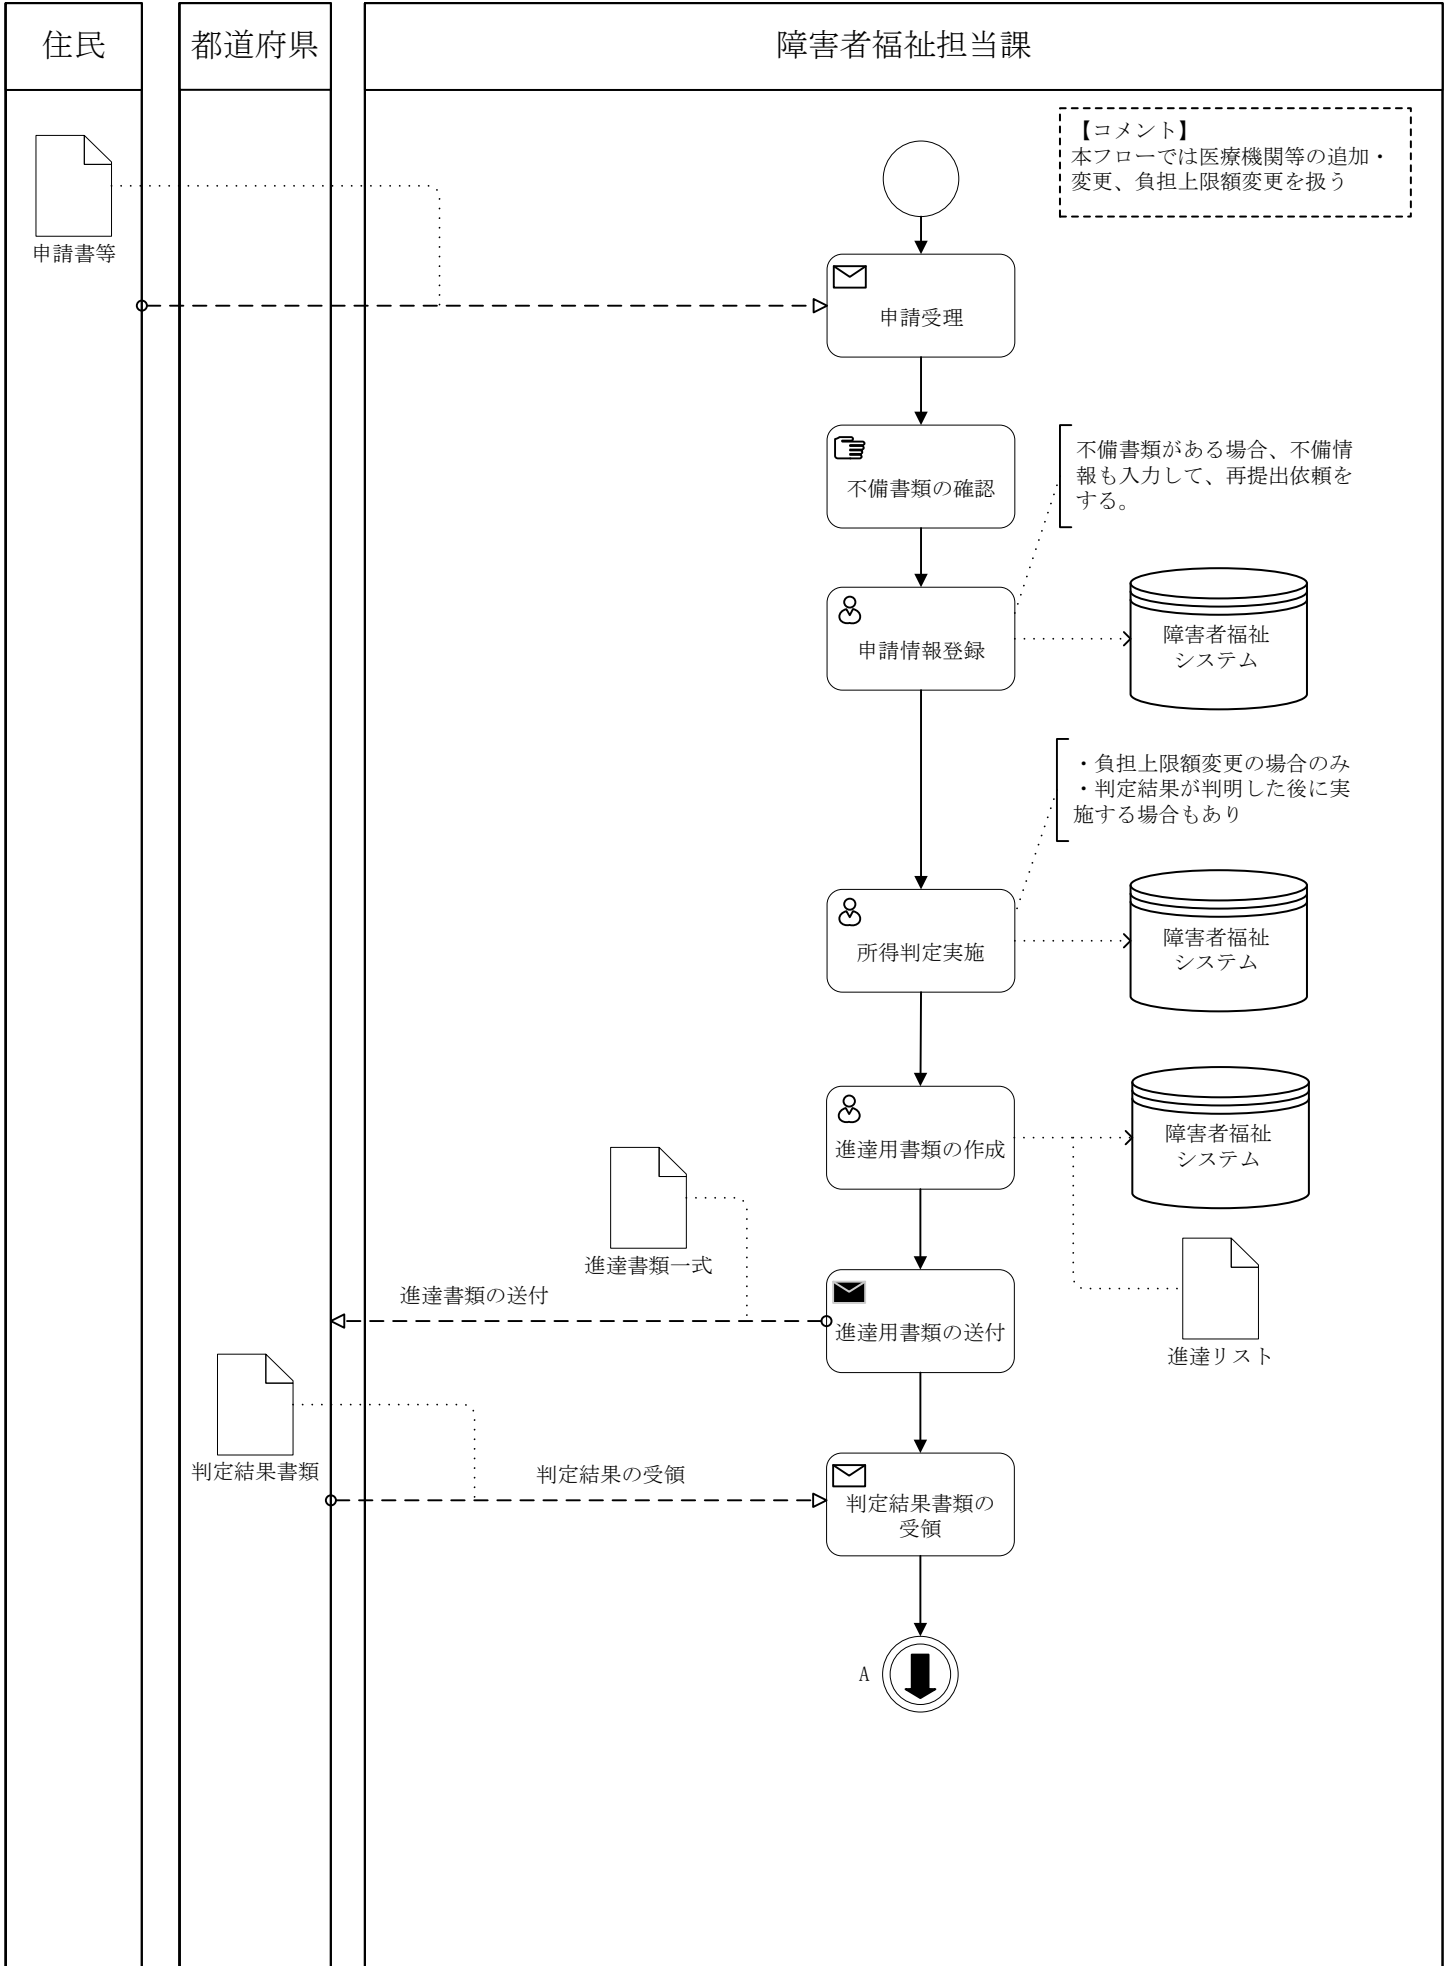 住民
都道府県
障害者福祉担当課
【コメント】
本フローでは医療機関等の追加・
変更、負担上限額変更を扱う
申請書等
申請受理
不備書類の確認
不備書類がある場合、不備情
報も入力して、再提出依頼を
する。
申請情報登録
障害者福祉
システム
・負担上限額変更の場合のみ
・判定結果が判明した後に実
施する場合もあり
所得判定実施
障害者福祉
システム
進達用書類の作成
障害者福祉
システム
進達書類一式
進達書類の送付
進達用書類の送付
進達リスト
判定結果書類
判定結果の受領
判定結果書類の
受領
A